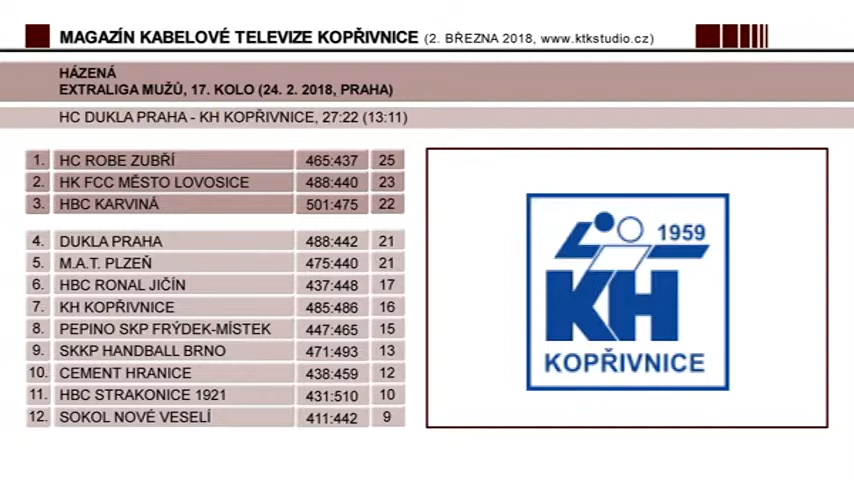 MAGAZÍN KABELOVÉ TELEVIZE KOPŘIVNICE (2. BŘEZNA 2018, www.ktkstudio.cz)
HÁZENÁ
EXTRALIGA MUŽŮ, 17. KOLO (24. 2. 2018, PRAHA)
HC DUKLA PRAHA - KH KOPŘIVNICE, 27:22 (13:11)
1. HC ROBE ZUBŘÍ 465:437 25
2. HK FCC MĚSTO LOVOSICE 488:440 23
3. HBC KARVINÁ 501:475 22
4. DUKLA PRAHA 488:442 21
5. M.A.T. PLZEŇ 475:440 21
6. HBC RONAL JIČÍN 437:448 17
7. KH KOPŘIVNICE 485:486 16
8. PEPINO SKP FRÝDEK-MÍSTEK 447:465 15
9. SKKP HANDBALL BRNO 471:493 13
10. CEMENT HRANICE 438:459 12
11. HBC STRAKONICE 1921 431:510 10
12. SOKOL NOVÉ VESELÍ 411:442 9
1959
KH
KOPŘIVNICE